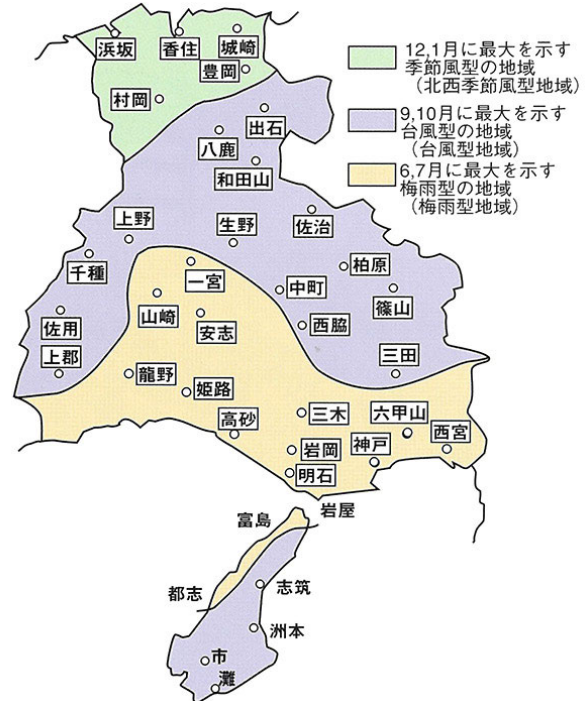 浜坂
香住
城崎
豊岡
村岡
12,1月に最大を示す
季節風型の地域
(北西季節風型地域)
9,10月に最大を示す
台風型の地域
(台風型地域)
6,7月に最大を示す
梅雨型の地域
(梅雨型地域)
出石
八鹿
和田山
上野
生野
佐治
千種
一宮
柏原
中町
篠山
山崎
安志
西脇
佐用
上郡
三田
龍野
姫路
高砂
三木
六甲山
岩岡
神戸
西宮
明石
富島
岩屋
都志
志筑
洲本
市
灘